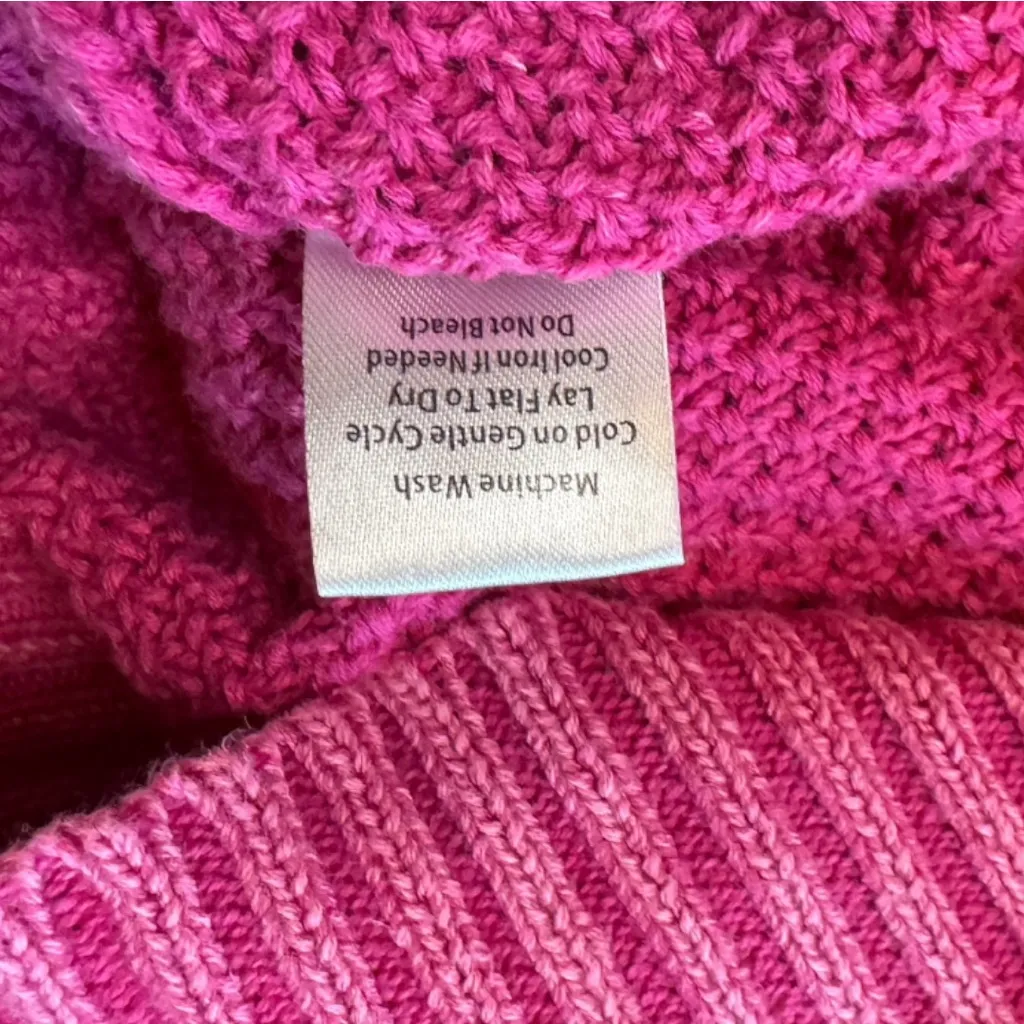 Machine Wash
Cold on Gentle Cycle
Lay Flat To Dry
Cool Iron If Needed
Do Not Bleach